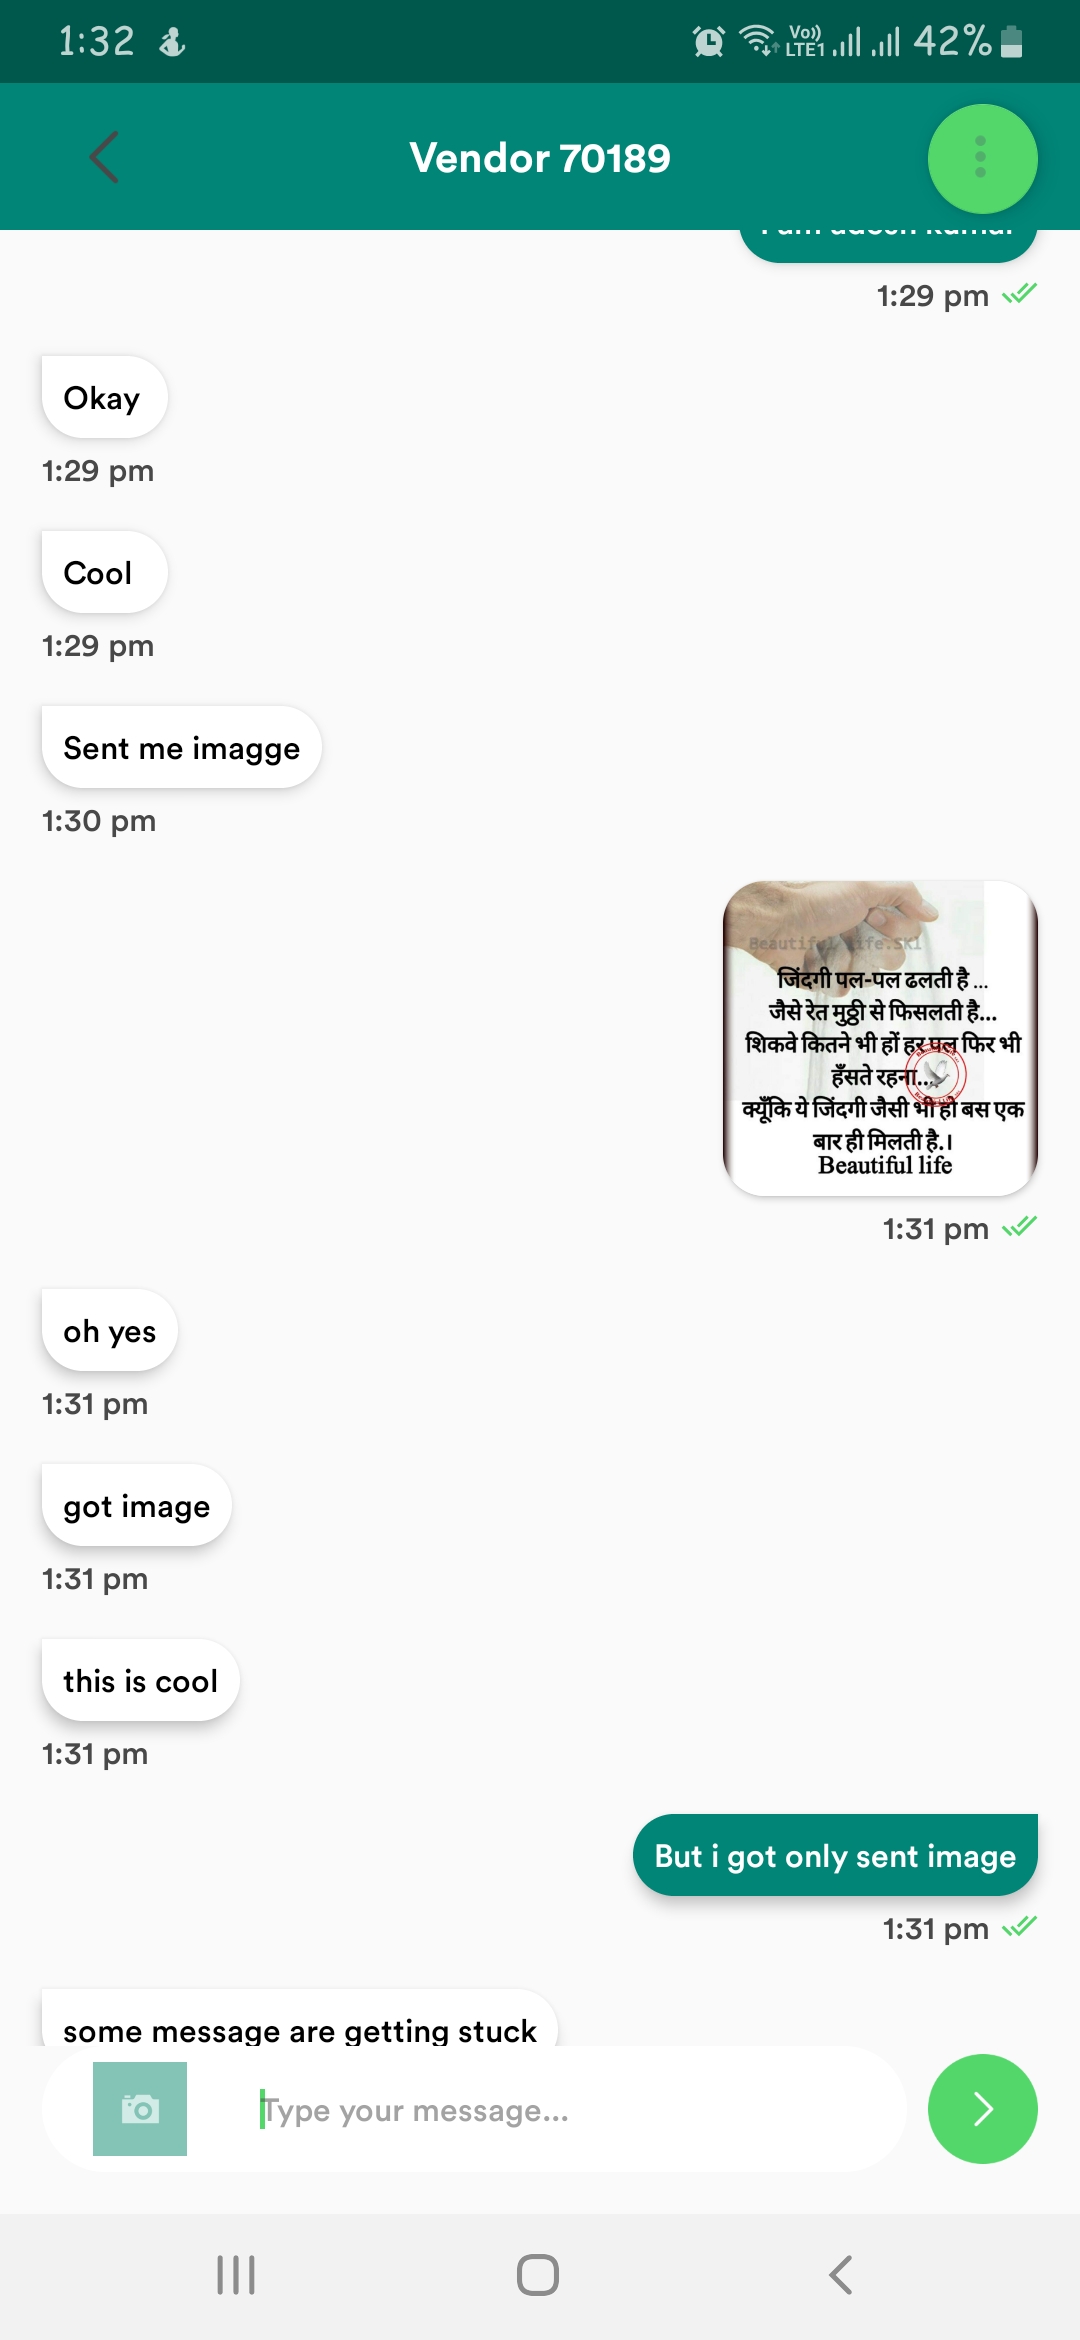 1:32
Vo))
LTE1
42%
Vendor 70189
I am adesh kumar
1:29 pm
Okay
1:29 pm
Cool
1:29 pm
Sent me imagge
1:30 pm
Beautiful life.SK1
जिंदगी पल-पल ढलती है ...
जैसे रेत मुठ्ठी से फिसलती है...
शिकवे कितने भी हों हर पल फिर भी
हँसते रहना...
क्यूँकि ये जिंदगी जैसी भी हो बस एक
बार ही मिलती है.।
Beautiful life
1:31 pm
oh yes
1:31 pm
got image
1:31 pm
this is cool
1:31 pm
But i got only sent image
1:31 pm
some message are getting stuck
Type your message...